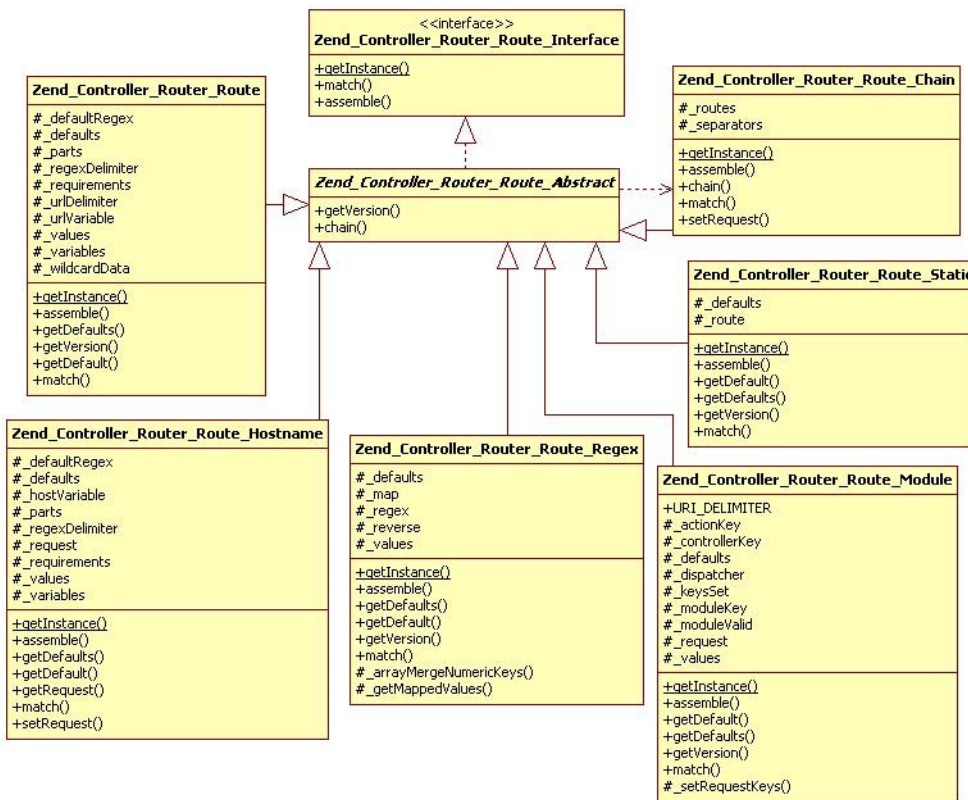 <<interface>>
Zend_Controller_Router_Route_Interface
+getInstance()
+match()
+assemble()
Zend_Controller_Router_Route
#_defaultRegex
#_defaults
#_parts
#_regexDelimiter
#_requirements
#_urlDelimiter
#_urlVariable
#_values
#_variables
#_wildcardData
+getInstance()
+assemble()
+getDefaults()
+getVersion()
+getDefault()
+match()
Zend_Controller_Router_Route_Chain
#_routes
#_separators
+getInstance()
+assemble()
+chain()
+match()
+setRequest()
Zend_Controller_Router_Route_Abstract
+getVersion()
+chain()
Zend_Controller_Router_Route_Static
#_defaults
#_route
+getInstance()
+assemble()
+getDefault()
+getDefaults()
+getVersion()
+match()
Zend_Controller_Router_Route_Hostname
#_defaultRegex
#_defaults
#_hostVariable
#_parts
#_regexDelimiter
#_request
#_requirements
#_values
#_variables
+getInstance()
+assemble()
+getDefaults()
+getDefault()
+getRequest()
+match()
+setRequest()
Zend_Controller_Router_Route_Regex
#_defaults
#_map
#_regex
#_reverse
#_values
+getInstance()
+assemble()
+getDefaults()
+getDefault()
+getVersion()
+match()
#_arrayMergeNumericKeys()
#_getMappedValues()
Zend_Controller_Router_Route_Module
+URI_DELIMITER
#_actionKey
#_controllerKey
#_defaults
#_dispatcher
#_keysSet
#_moduleKey
#_moduleValid
#_request
#_values
+getInstance()
+assemble()
+getDefault()
+getDefaults()
+getVersion()
+match()
#_setRequestKeys()